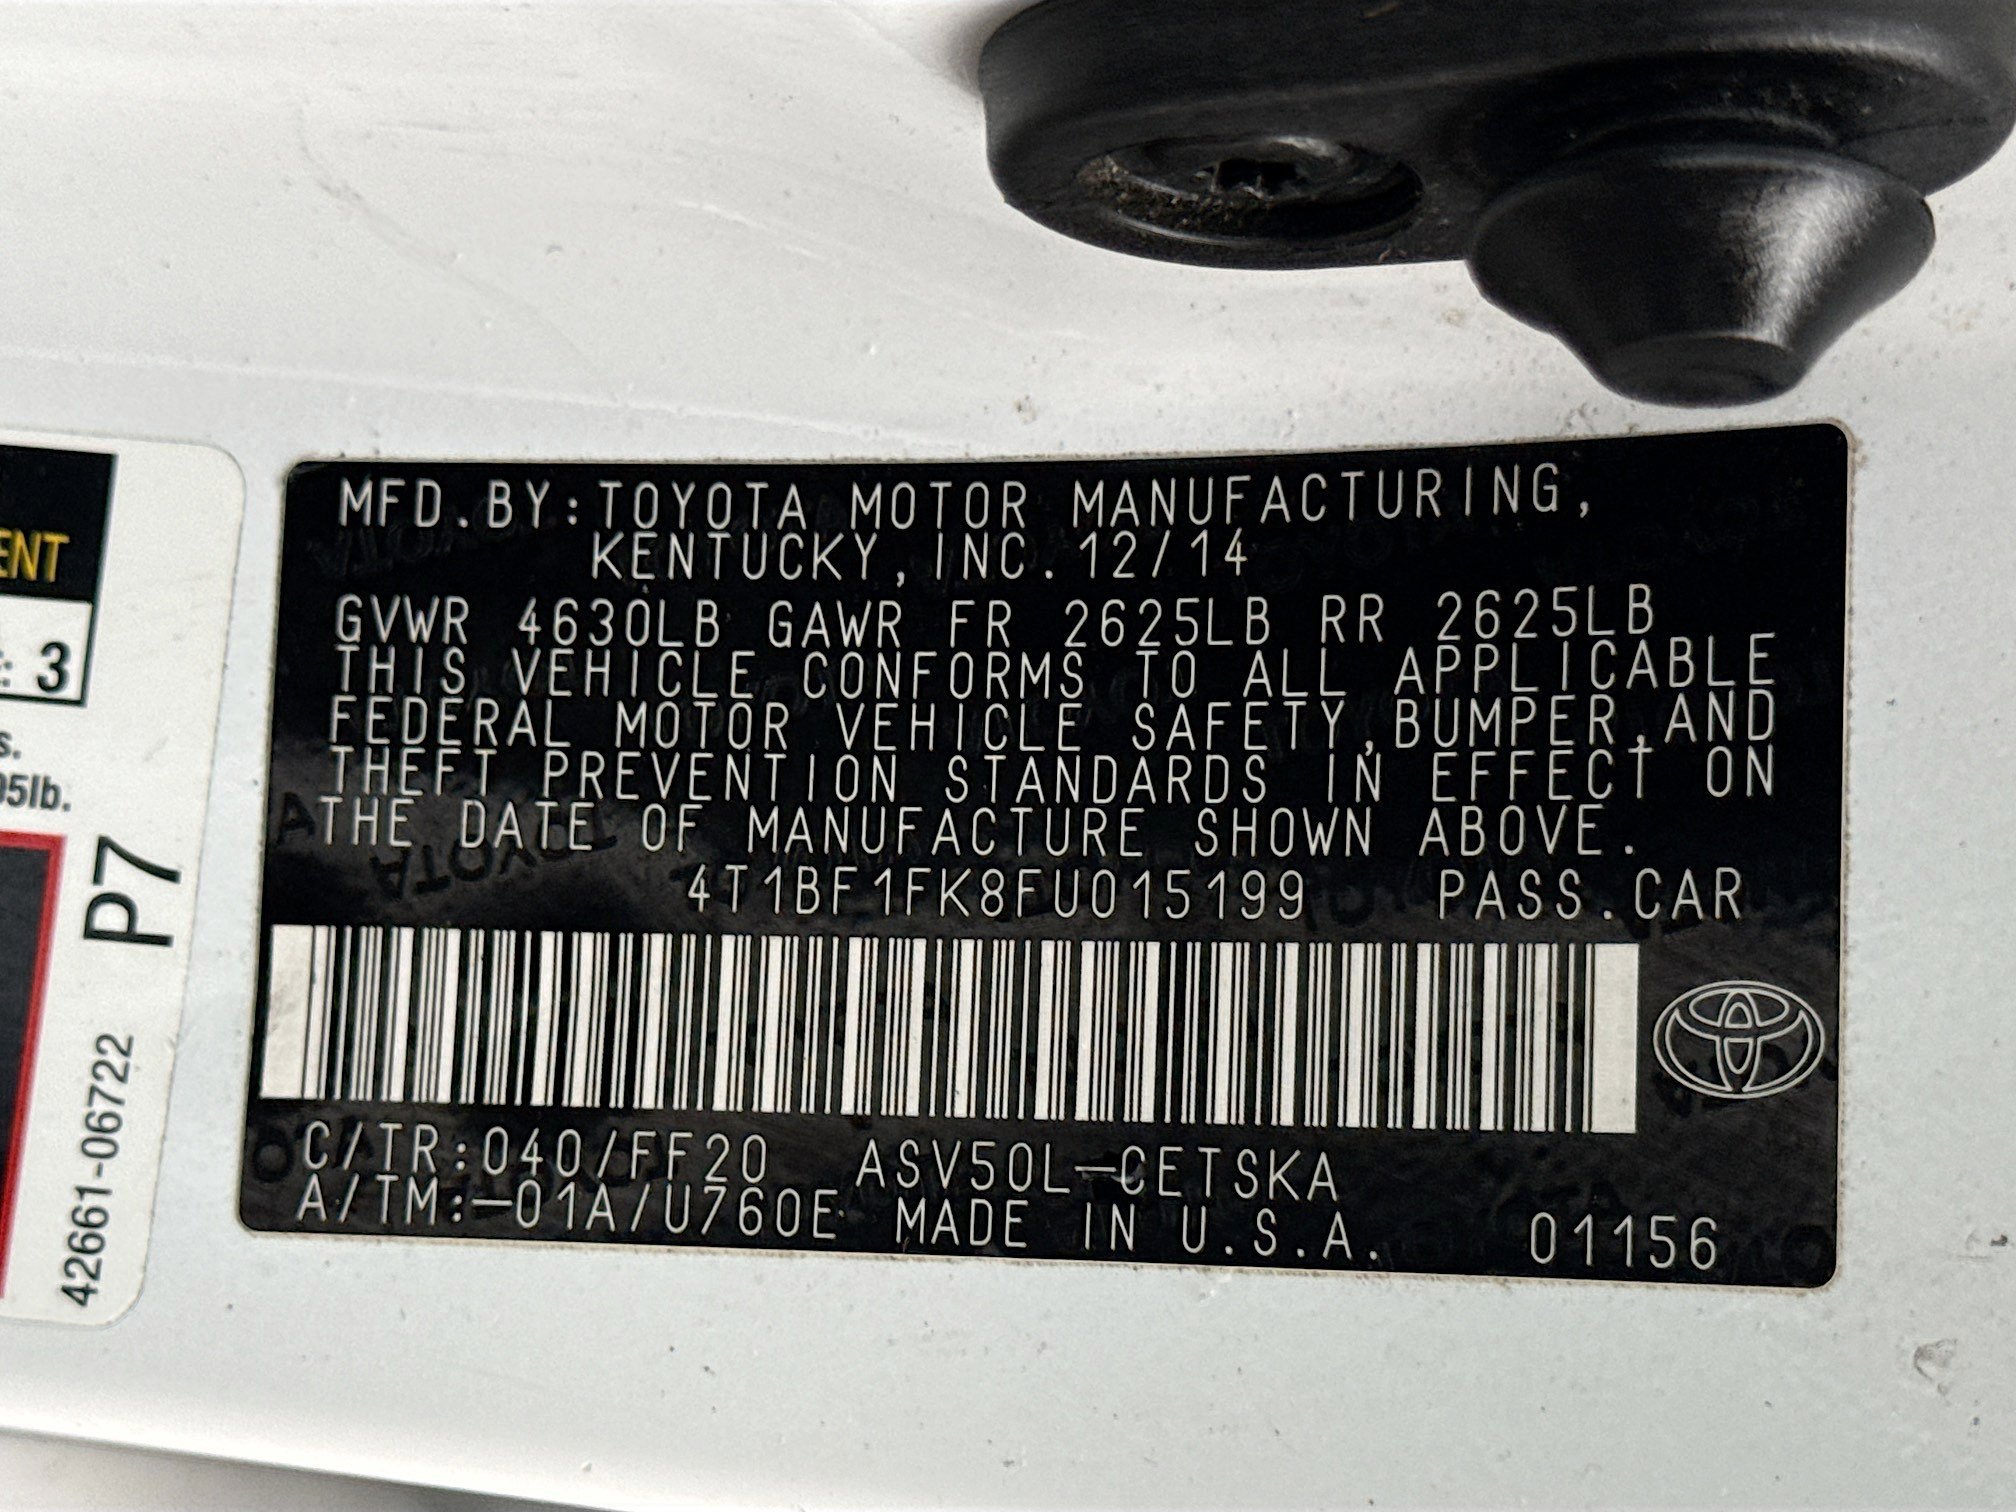 ENT
: 3
s.
05lb.
P7
42661-06722
MFD.BY:TOYOTA MOTOR MANUFACTURING,
KENTUCKY,INC.12/14
GVWR 4630LB GAWR FR 2625LB RR 2625LB
THIS VEHICLE CONFORMS TO ALL APPLICABLE
FEDERAL MOTOR VEHICLE SAFETY,BUMPER,AND
THEFT PREVENTION STANDARDS IN EFFECT ON
THE DATE OF MANUFACTURE SHOWN ABOVE.
4T1BF1FK8FU015199 PASS.CAR
C/TR:040/FF20 ASV50L-CETSKA
A/TM:-01A/U760E MADE IN U.S.A. 01156